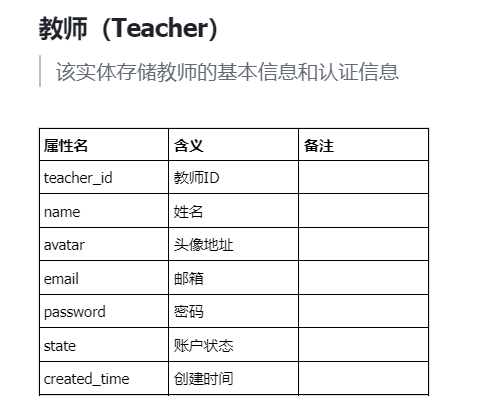 教师（Teacher）
该实体存储教师的基本信息和认证信息
属性名 含义 备注
teacher_id 教师ID
name 姓名
avatar 头像地址
email 邮箱
password 密码
state 账户状态
created_time 创建时间